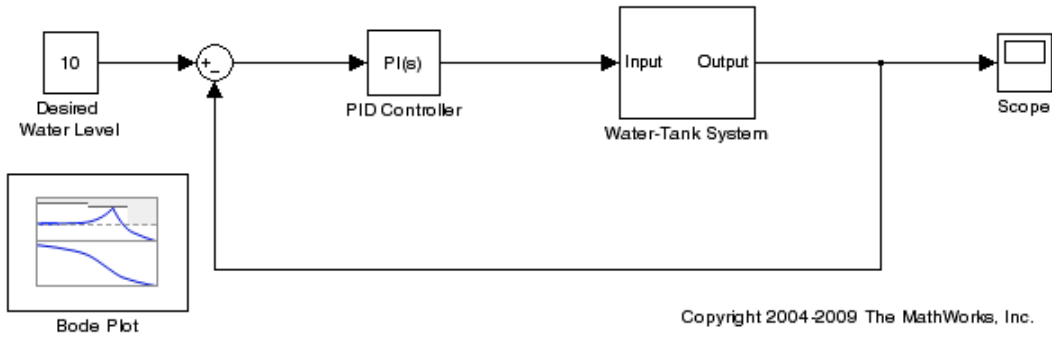 10
Desired
Water Level
+
−
PI(s)
PID Controller
Input
Output
Water-Tank System
Scope
Bode Plot
Copyright 2004-2009 The MathWorks, Inc.